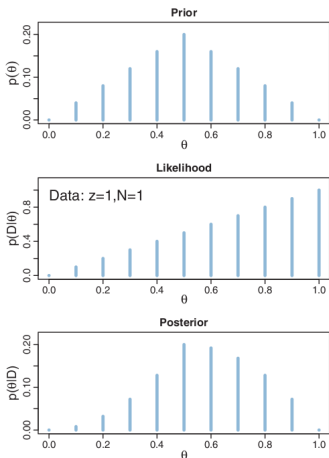 Prior
p(θ)
0.20
0.10
0.00
0.0 0.2 0.4 0.6 0.8 1.0
θ
Likelihood
Data: z=1,N=1
p(D|θ)
0.8
0.4
0.0
0.0 0.2 0.4 0.6 0.8 1.0
θ
Posterior
p(θ|D)
0.20
0.10
0.00
0.0 0.2 0.4 0.6 0.8 1.0
θ